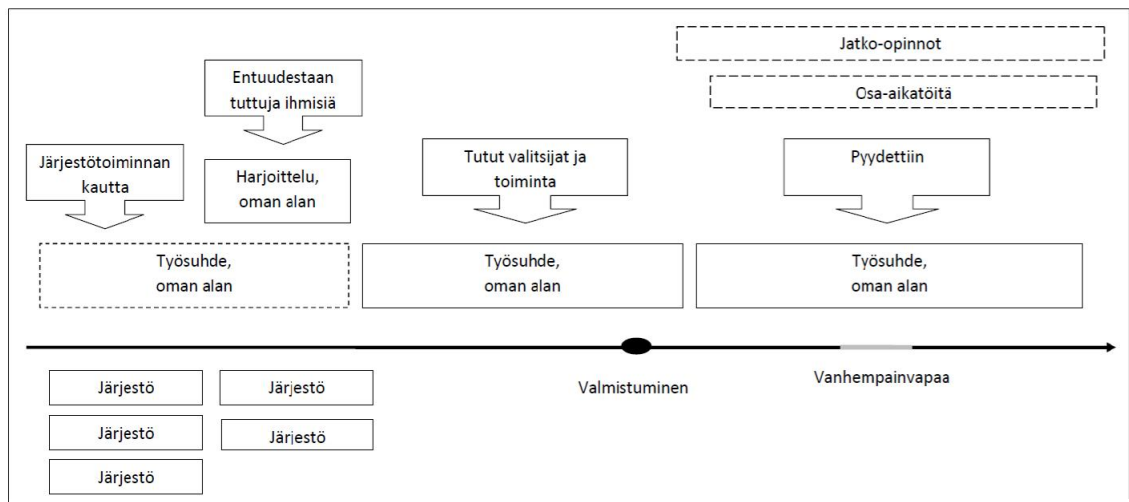 Jatko-opinnot
Osa-aikatöitä
Entuudestaan
tuttuja ihmisiä
Järjestötoiminnan
kautta
Harjoittelu,
oman alan
Tutut valitsijat ja
toiminta
Pyydettiin
Työsuhde,
oman alan
Työsuhde,
oman alan
Työsuhde,
oman alan
Valmistuminen
Vanhempainvapaa
Järjestö
Järjestö
Järjestö
Järjestö
Järjestö